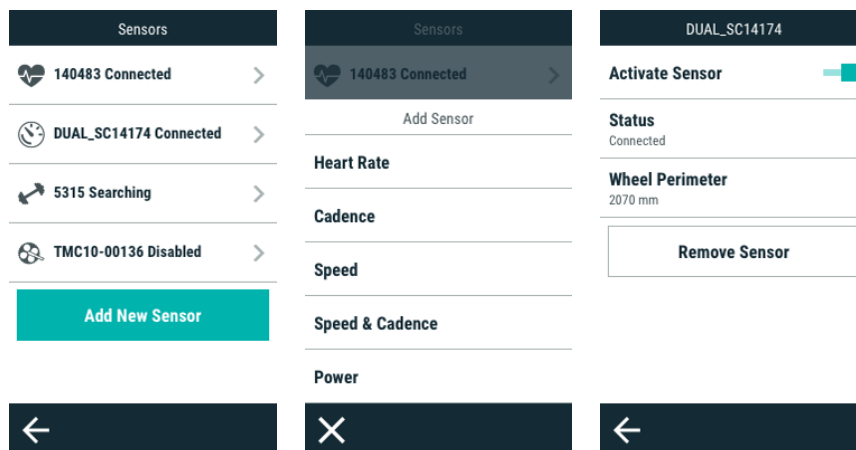 Sensors
140483 Connected
DUAL_SC14174 Connected
5315 Searching
TMC10-00136 Disabled
Add New Sensor
Sensors
140483 Connected
Add Sensor
Heart Rate
Cadence
Speed
Speed & Cadence
Power
DUAL_SC14174
Activate Sensor
Status
Connected
Wheel Perimeter
2070 mm
Remove Sensor